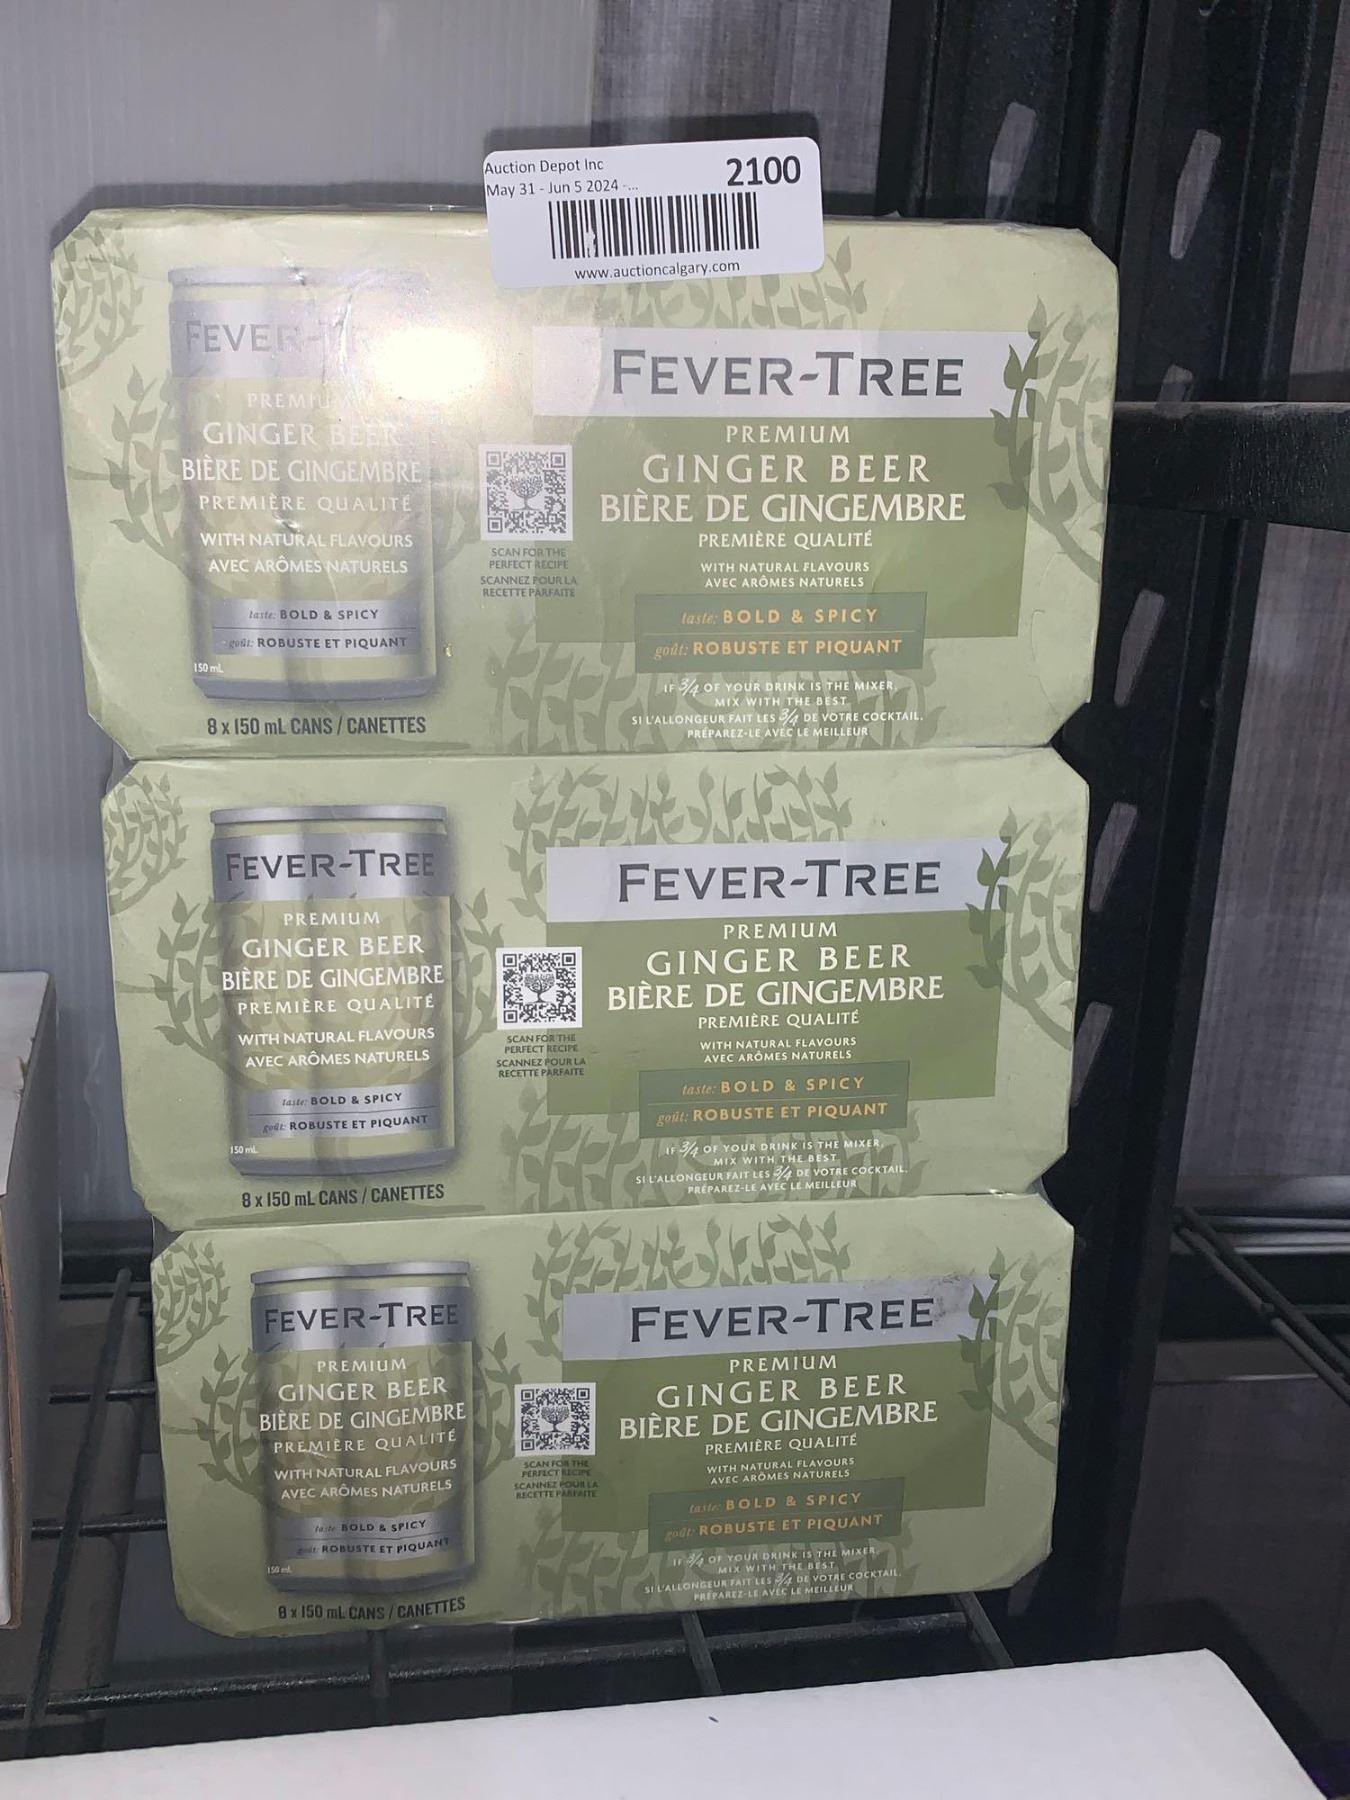 Auction Depot Inc
2100
May 31 - Jun 5 2024 -...
www.auctioncalgary.com
FEVER-TR
PREMIUM
GINGER BEER
BIÈRE DE GINGEMBRE
PREMIÈRE QUALITÉ
WITH NATURAL FLAVOURS
AVEC ARÔMES NATURELS
taste: BOLD & SPICY
goût: ROBUSTE ET PIQUANT
150 mL
8 x 150 mL CANS / CANETTES
SCAN FOR THE
PERFECT RECIPE
SCANNEZ POUR LA
RECETTE PARFAITE
FEVER-TREE
PREMIUM
GINGER BEER
BIÈRE DE GINGEMBRE
PREMIÈRE QUALITÉ
WITH NATURAL FLAVOURS
AVEC ARÔMES NATURELS
taste: BOLD & SPICY
goût: ROBUSTE ET PIQUANT
IF 3/4 OF YOUR DRINK IS THE MIXER,
MIX WITH THE BEST
SI L'ALLONGEUR FAIT LES 3/4 DE VOTRE COCKTAIL,
PRÉPAREZ-LE AVEC LE MEILLEUR
FEVER-TREE
PREMIUM
GINGER BEER
BIÈRE DE GINGEMBRE
PREMIÈRE QUALITÉ
WITH NATURAL FLAVOURS
AVEC ARÔMES NATURELS
taste: BOLD & SPICY
goût: ROBUSTE ET PIQUANT
150 mL
8 x 150 mL CANS / CANETTES
SCAN FOR THE
PERFECT RECIPE
SCANNEZ POUR LA
RECETTE PARFAITE
FEVER-TREE
PREMIUM
GINGER BEER
BIÈRE DE GINGEMBRE
PREMIÈRE QUALITÉ
WITH NATURAL FLAVOURS
AVEC ARÔMES NATURELS
taste: BOLD & SPICY
goût: ROBUSTE ET PIQUANT
IF 3/4 OF YOUR DRINK IS THE MIXER,
MIX WITH THE BEST
SI L'ALLONGEUR FAIT LES 3/4 DE VOTRE COCKTAIL,
PRÉPAREZ-LE AVEC LE MEILLEUR
FEVER-TREE
PREMIUM
GINGER BEER
BIÈRE DE GINGEMBRE
PREMIÈRE QUALITÉ
WITH NATURAL FLAVOURS
AVEC ARÔMES NATURELS
taste: BOLD & SPICY
goût: ROBUSTE ET PIQUANT
150 mL
8 x 150 mL CANS / CANETTES
SCAN FOR THE
PERFECT RECIPE
SCANNEZ POUR LA
RECETTE PARFAITE
FEVER-TREE
PREMIUM
GINGER BEER
BIÈRE DE GINGEMBRE
PREMIÈRE QUALITÉ
WITH NATURAL FLAVOURS
AVEC ARÔMES NATURELS
taste: BOLD & SPICY
goût: ROBUSTE ET PIQUANT
IF 3/4 OF YOUR DRINK IS THE MIXER,
MIX WITH THE BEST
SI L'ALLONGEUR FAIT LES 3/4 DE VOTRE COCKTAIL,
PRÉPAREZ-LE AVEC LE MEILLEUR